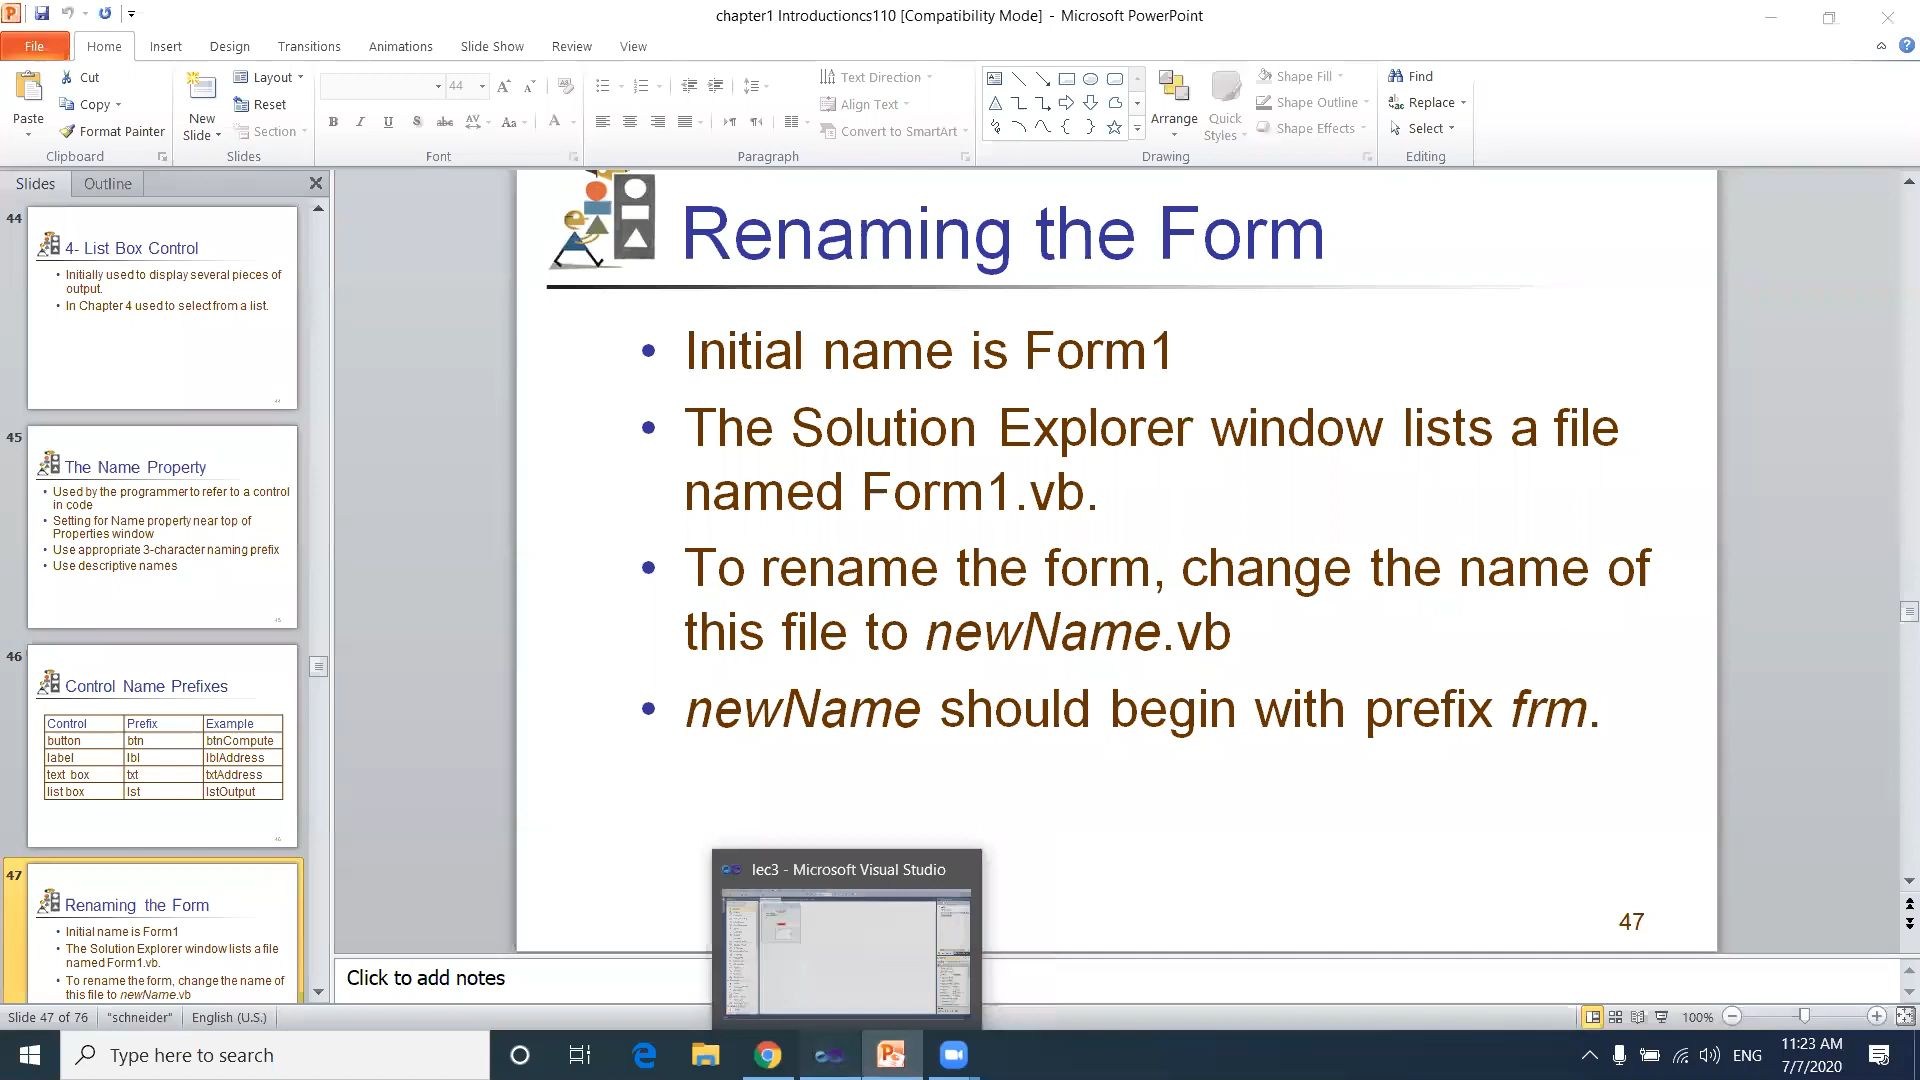 chapter1 Introductioncs110 [Compatibility Mode] - Microsoft PowerPoint
File Home Insert Design Transitions Animations Slide Show Review View
Paste
Cut
Copy
Format Painter
Clipboard
New Slide
Layout
Reset
Section
Slides
44
Font
Text Direction
Align Text
Convert to SmartArt
Paragraph
Arrange
Quick Styles
Shape Fill
Shape Outline
Shape Effects
Drawing
Find
Replace
Select
Editing
Slides Outline
44
4- List Box Control
• Initially used to display several pieces of
output.
• In Chapter 4 used to select from a list.
45
The Name Property
• Used by the programmer to refer to a control
in code
• Setting for Name property near top of
Properties window
• Use appropriate 3-character naming prefix
• Use descriptive names
46
Control Name Prefixes
Control Prefix Example
button btn btnCompute
label lbl lblAddress
text box txt txtAddress
list box lst lstOutput
47
Renaming the Form
• Initial name is Form1
• The Solution Explorer window lists a file
named Form1.vb.
• To rename the form, change the name of
this file to newName.vb
Renaming the Form
• Initial name is Form1
• The Solution Explorer window lists a file
named Form1.vb.
• To rename the form, change the name of
this file to newName.vb
• newName should begin with prefix frm.
47
lec3 - Microsoft Visual Studio
Click to add notes
Slide 47 of 76 "schneider" English (U.S.) 100%
Type here to search
ENG
11:23 AM
7/7/2020